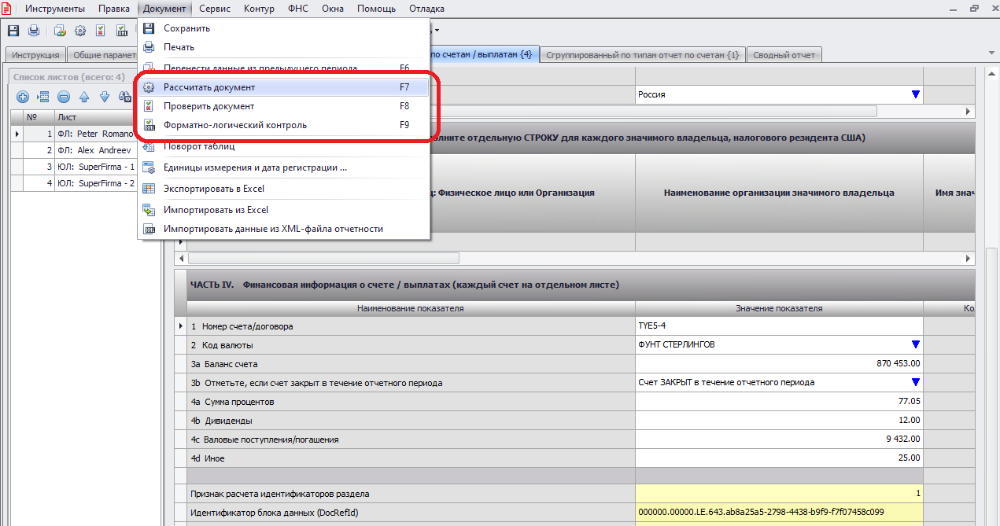 Инструменты Правка Документ Сервис Контур ФНС Окна Помощь Отладка
Сохранить
Печать
Перенести данные из предыдущего периода F6
Рассчитать документ F7
Проверить документ F8
Форматно-логический контроль F9
Поворот таблиц
Единицы измерения и дата регистрации ...
Экспортировать в Excel
Импортировать из Excel
Импортировать данные из XML-файла отчетности
Инструкция Общие парамет по счетам / выплатам {4} Сгруппированный по типам отчет по счетам {1} Сводный отчет
Список листов (всего: 4)
№ Лист
1 ФЛ: Peter Romano
2 ФЛ: Alex Andreev
3 ЮЛ: SuperFirma - 1
4 ЮЛ: SuperFirma - 2
Россия
лните отдельную СТРОКУ для каждого значимого владельца, налогового резидента США)
: Физическое лицо или Организация Наименование организации значимого владельца Имя знач
ЧАСТЬ IV. Финансовая информация о счете / выплатах (каждый счет на отдельном листе)
Наименование показателя Значение показателя Ко
1 Номер счета/договора TYE5-4
2 Код валюты ФУНТ СТЕРЛИНГОВ
3a Баланс счета 870 453.00
3b Отметьте, если счет закрыт в течение отчетного периода Счет ЗАКРЫТ в течение отчетного периода
4a Сумма процентов 77.05
4b Дивиденды 12.00
4c Валовые поступления/погашения 9 432.00
4d Иное 25.00
Признак расчета идентификаторов раздела 1
Идентификатор блока данных (DocRefId) 000000.00000.LE.643.ab8a25a5-2798-4438-b9f9-f7f07458c099